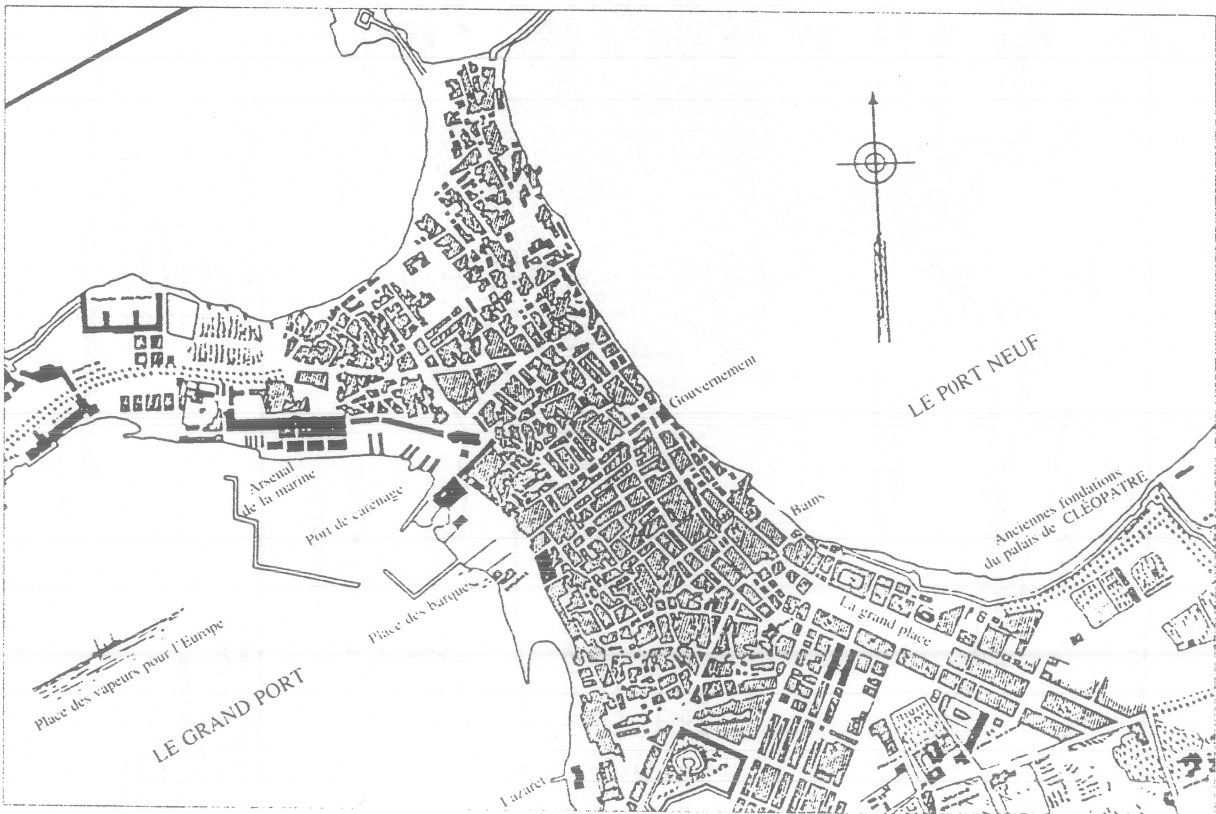 Gouvernement
LE PORT NEUF
Arsenal
de la marine
Port de carénage
Bains
Anciennes fondations
du palais de CLÉOPATRE
Place des barques
La grand place
Place des vapeurs pour l'Europe
LE GRAND PORT
Lazaret